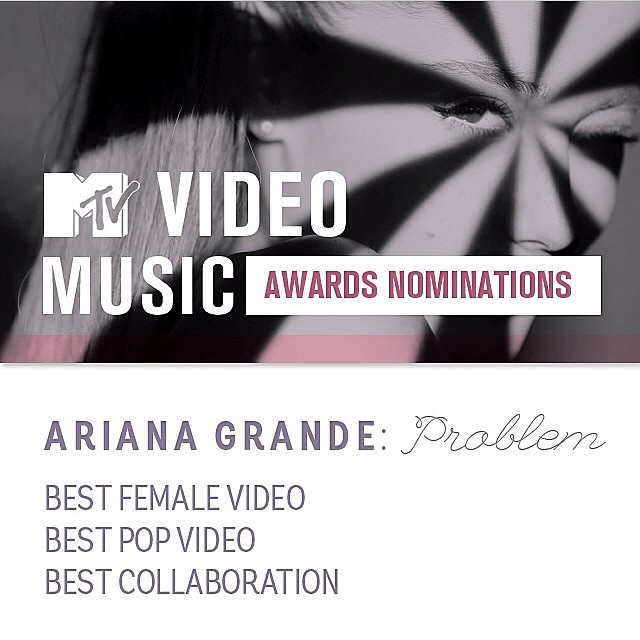 MTV VIDEO
MUSIC AWARDS NOMINATIONS
ARIANA GRANDE: Problem
BEST FEMALE VIDEO
BEST POP VIDEO
BEST COLLABORATION